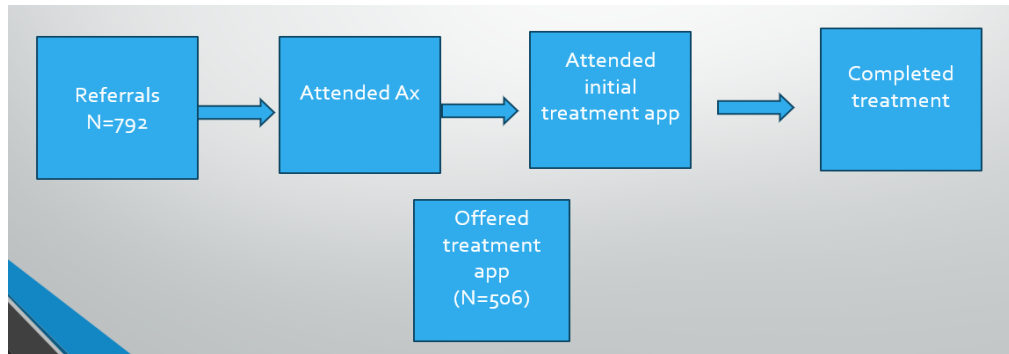 Referrals
N=792
Attended Ax
Attended
initial
treatment app
Completed
treatment
Offered
treatment
app
(N=506)